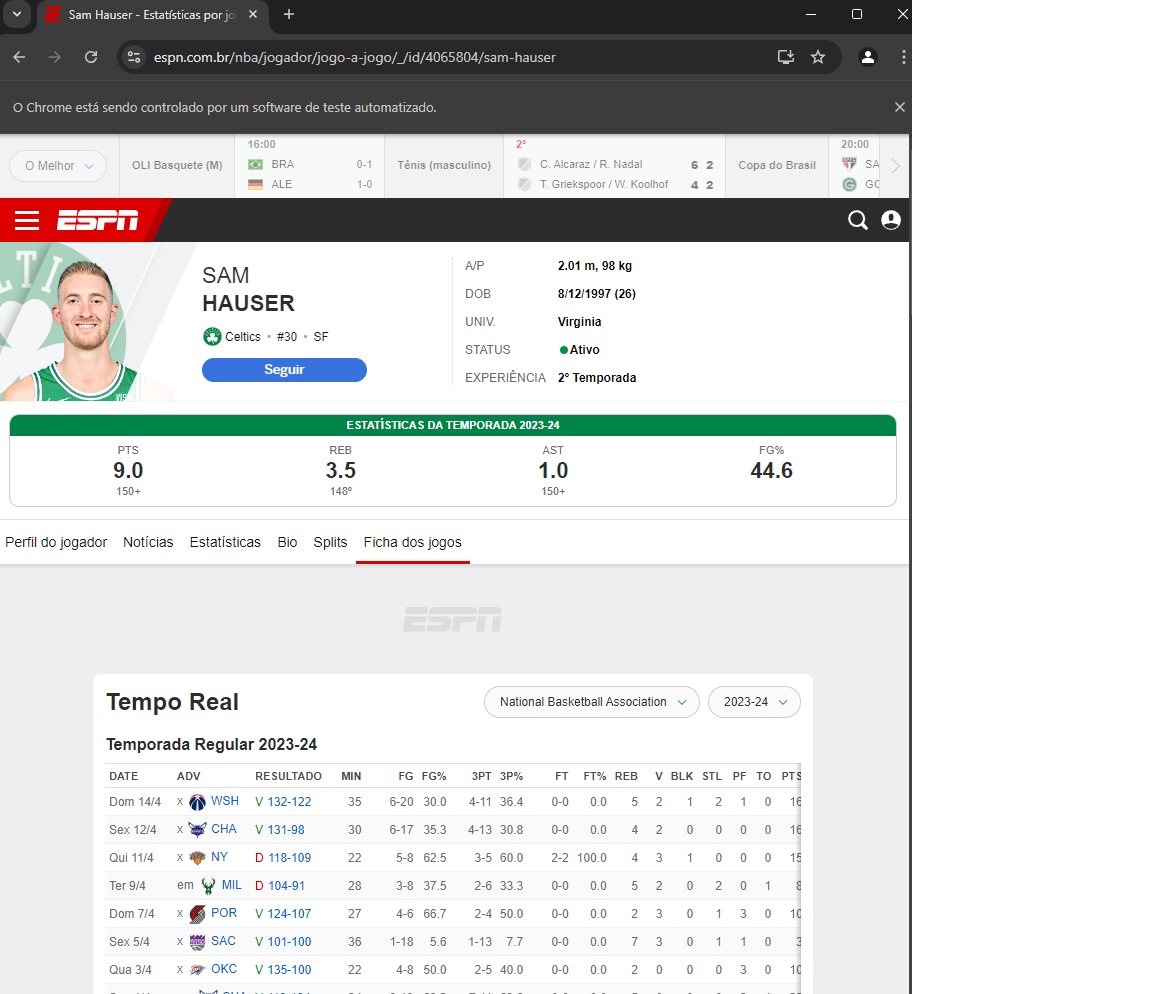 Sam Hauser - Estatísticas por jo
espn.com.br/nba/jogador/jogo-a-jogo/_/id/4065804/sam-hauser
O Chrome está sendo controlado por um software de teste automatizado.
O Melhor
OLI Basquete (M)
16:00
BRA 0-1
ALE 1-0
Tênis (masculino)
2º
C. Alcaraz / R. Nadal 6 2
T. Griekspoor / W. Koolhof 4 2
Copa do Brasil
20:00
SA
GO
ESPN
SAM
HAUSER
Celtics • #30 • SF
Seguir
A/P 2.01 m, 98 kg
DOB 8/12/1997 (26)
UNIV. Virginia
STATUS Ativo
EXPERIÊNCIA 2° Temporada
ESTATÍSTICAS DA TEMPORADA 2023-24
PTS REB AST FG%
9.0 3.5 1.0 44.6
150+ 148º 150+
Perfil do jogador Notícias Estatísticas Bio Splits Ficha dos jogos
ESPN
Tempo Real
National Basketball Association 2023-24
Temporada Regular 2023-24
DATE ADV RESULTADO MIN FG FG% 3PT 3P% FT FT% REB V BLK STL PF TO PTS
Dom 14/4 x WSH V 132-122 35 6-20 30.0 4-11 36.4 0-0 0.0 5 2 1 2 1 0 16
Sex 12/4 x CHA V 131-98 30 6-17 35.3 4-13 30.8 0-0 0.0 4 2 0 0 0 0 16
Qui 11/4 x NY D 118-109 22 5-8 62.5 3-5 60.0 2-2 100.0 4 3 1 0 0 0 15
Ter 9/4 em MIL D 104-91 28 3-8 37.5 2-6 33.3 0-0 0.0 5 2 0 2 0 1 8
Dom 7/4 x POR V 124-107 27 4-6 66.7 2-4 50.0 0-0 0.0 2 3 0 1 3 0 10
Sex 5/4 x SAC V 101-100 36 1-18 5.6 1-13 7.7 0-0 0.0 7 3 0 1 1 0 3
Qua 3/4 x OKC V 135-100 22 4-8 50.0 2-5 40.0 0-0 0.0 2 0 0 0 3 0 10